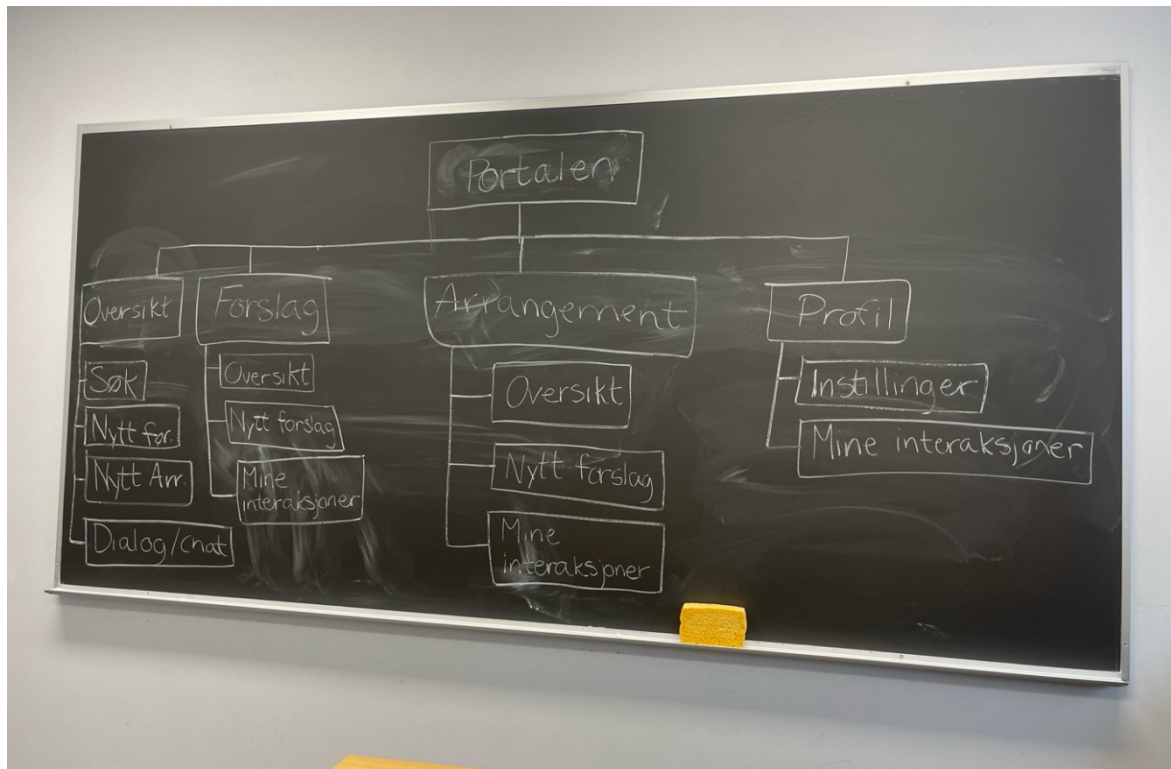 Portalen
Oversikt
Forslag
Arrangement
Profil
Søk
Nytt for.
Nytt Arr.
Dialog/Chat
Oversikt
Nytt forslag
Mine
interaksjoner
Oversikt
Nytt forslag
Mine
interaksjoner
Instillinger
Mine interaksjoner